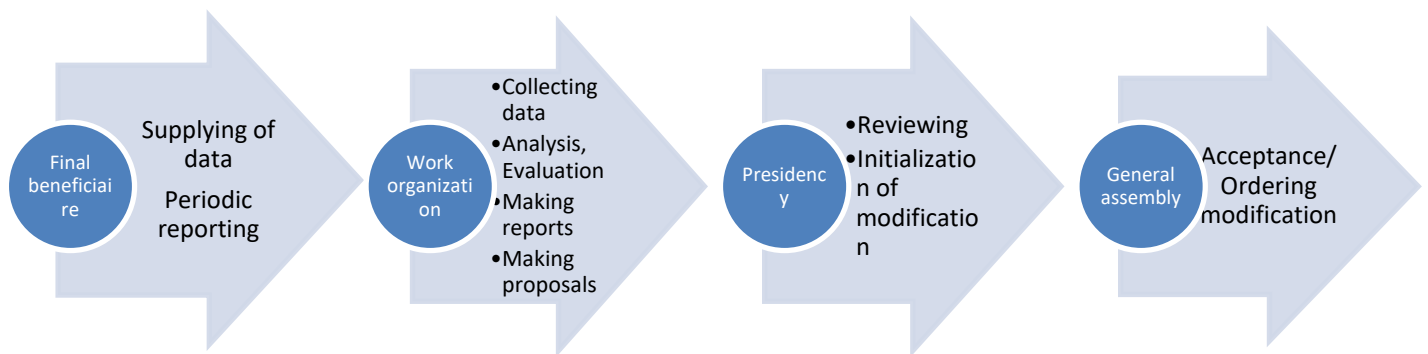 Final
beneficiai
re
Supplying of
data
Periodic
reporting
Work
organizati
on
•Collecting
data
•Analysis,
Evaluation
•Making
reports
•Making
proposals
Presidenc
y
•Reviewing
•Initializatio
n of
modificatio
n
General
assembly
Acceptance/
Ordering
modification